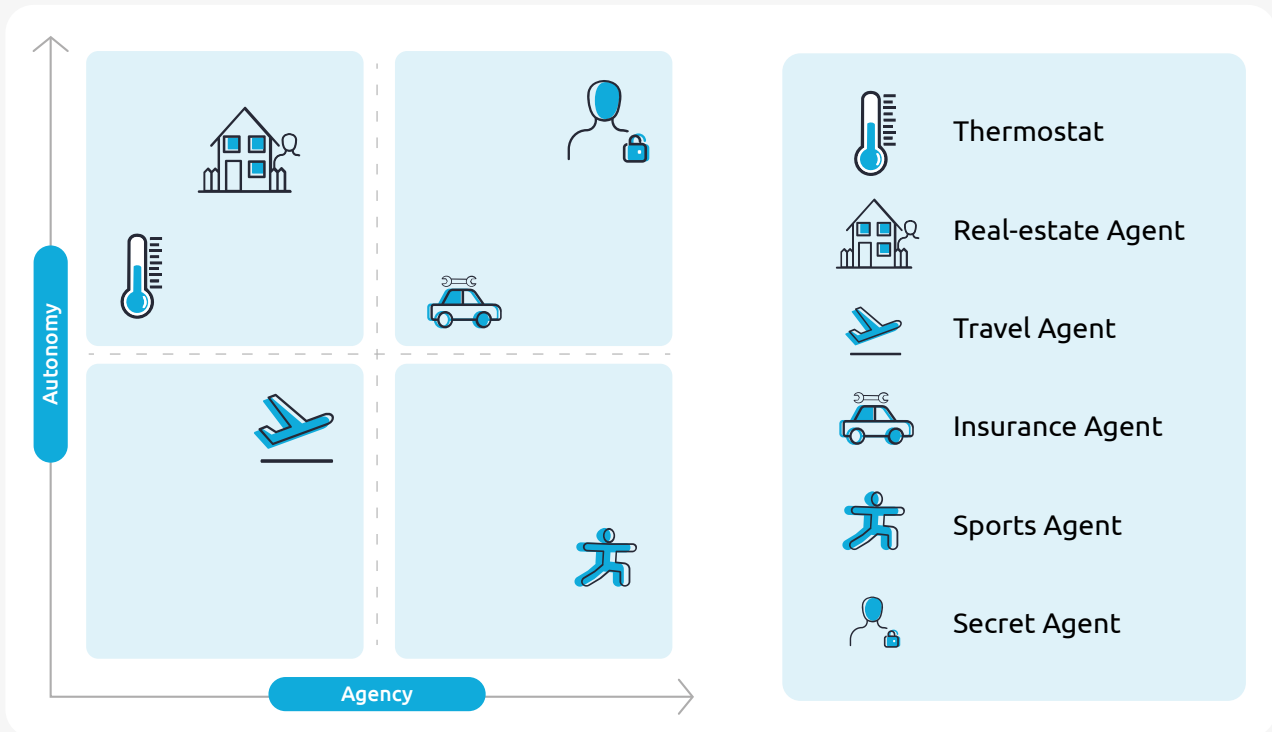 Autonomy
Agency
Thermostat
Real-estate Agent
Travel Agent
Insurance Agent
Sports Agent
Secret Agent